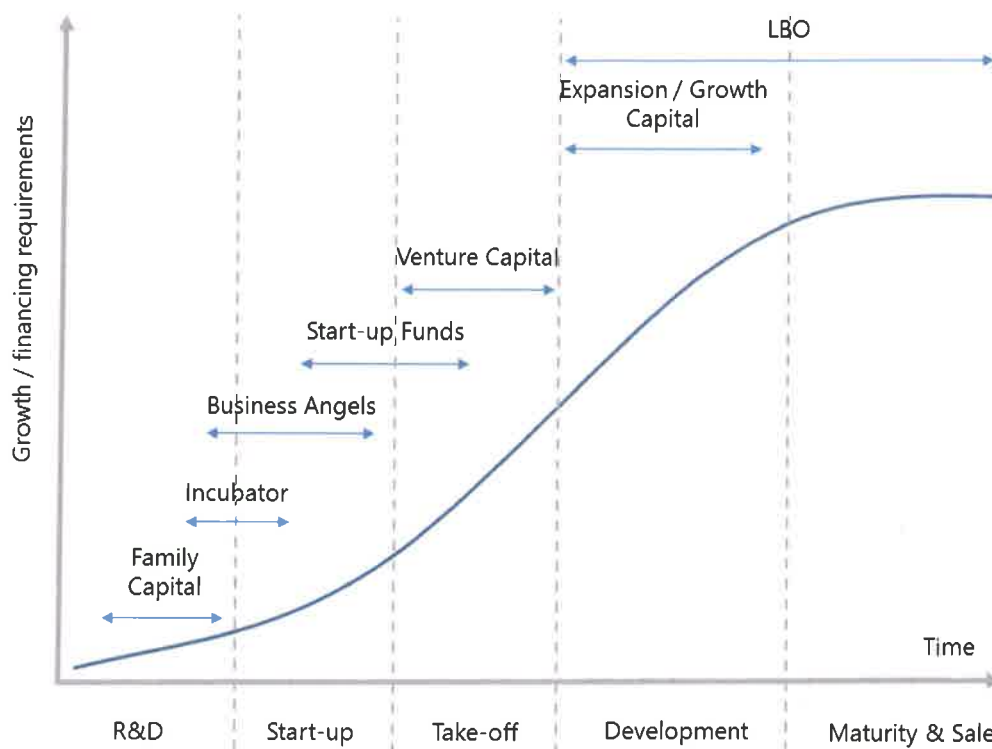 LBO
Expansion / Growth
Capital
Venture Capital
Start-up Funds
Business Angels
Incubator
Family
Capital
Growth / financing requirements
Time
R&D
Start-up
Take-off
Development
Maturity & Sale